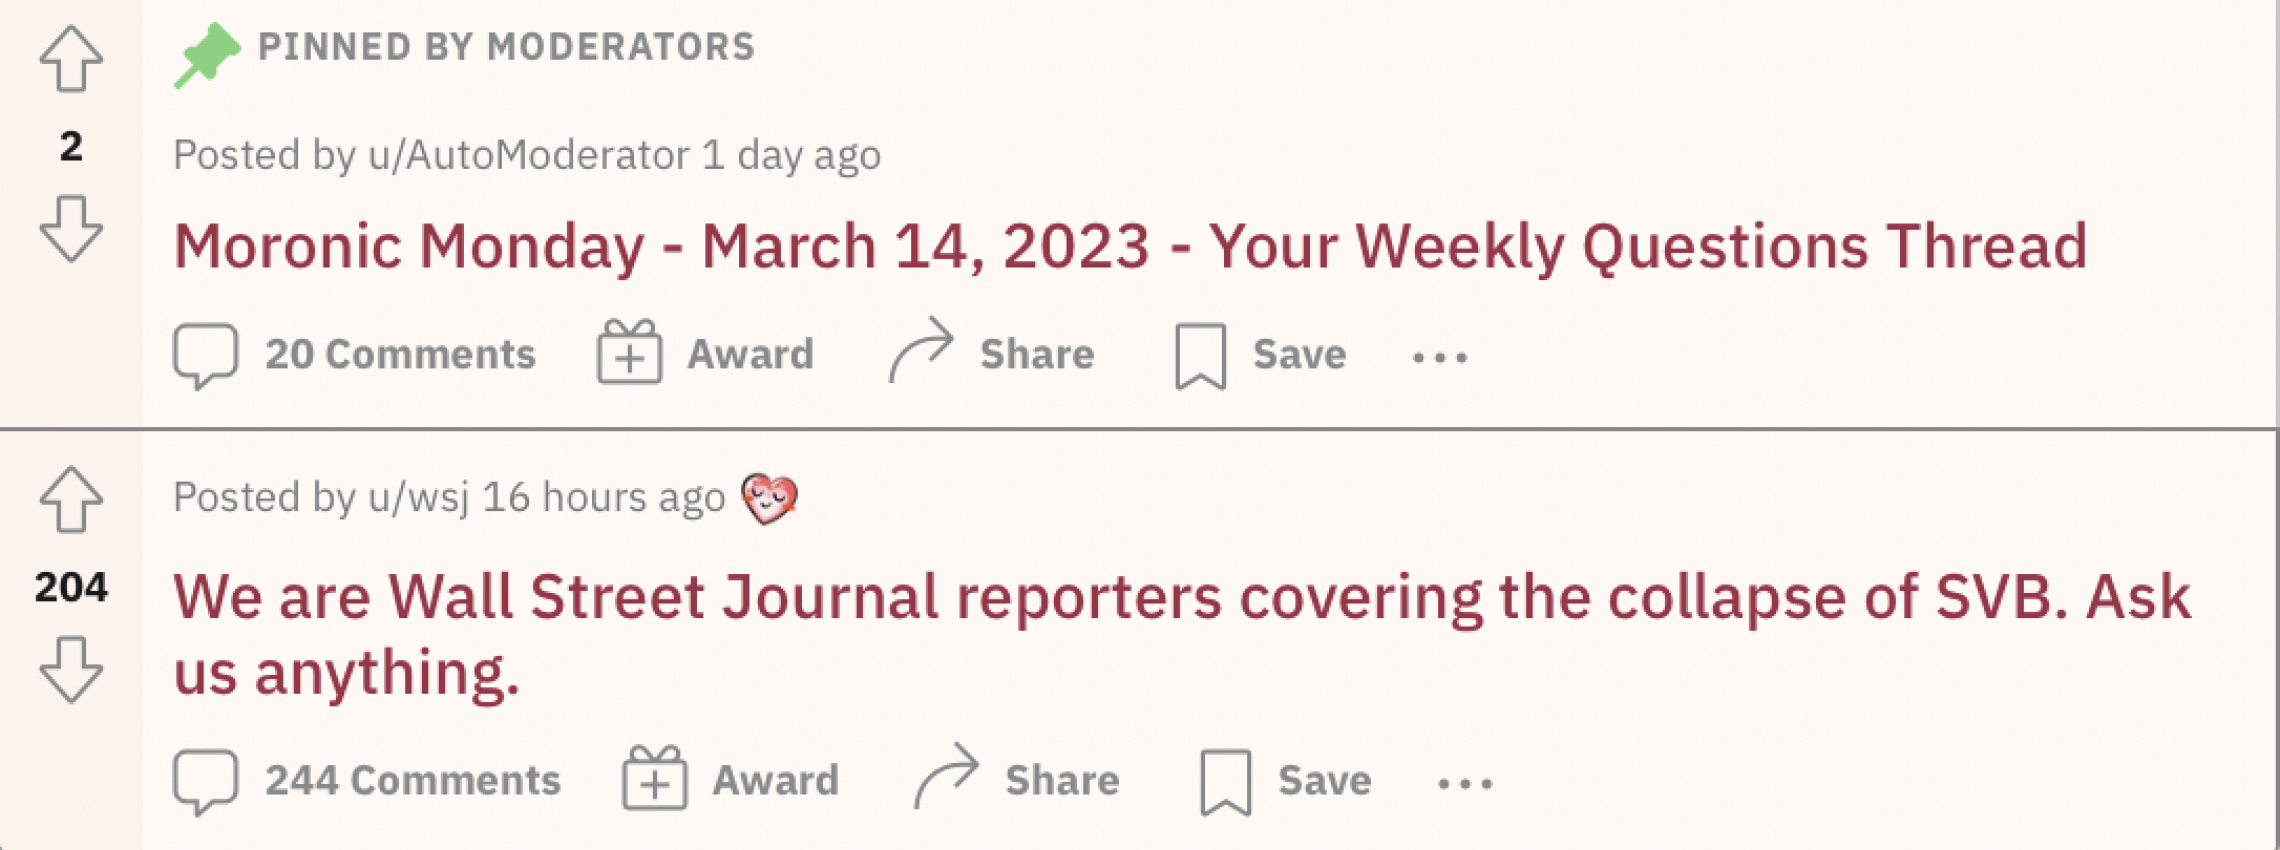 PINNED BY MODERATORS
2
Posted by u/AutoModerator 1 day ago
Moronic Monday - March 14, 2023 - Your Weekly Questions Thread
20 Comments Award Share Save ...
Posted by u/wsj 16 hours ago
204
We are Wall Street Journal reporters covering the collapse of SVB. Ask
us anything.
244 Comments Award Share Save ...